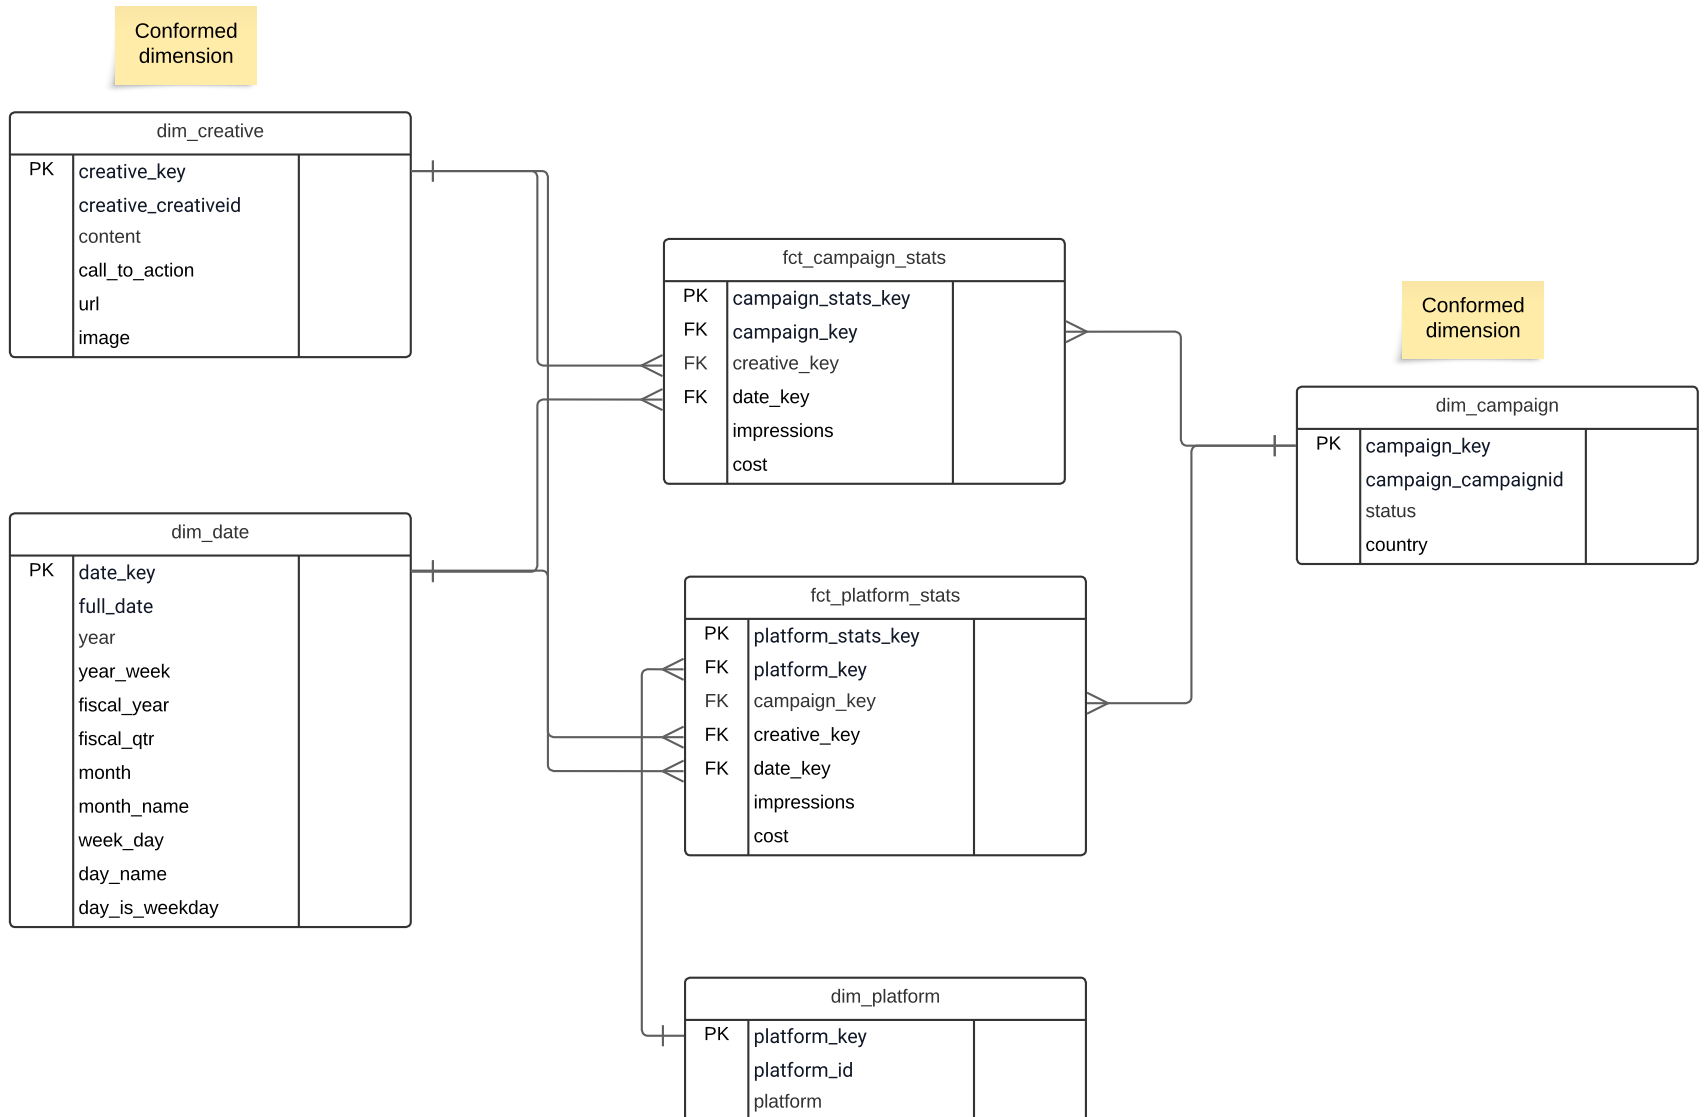 Conformed
dimension
dim_creative
PK creative_key
creative_creativeid
content
call_to_action
url
image
fct_campaign_stats
PK campaign_stats_key
FK campaign_key
FK creative_key
FK date_key
impressions
cost
Conformed
dimension
dim_campaign
PK campaign_key
campaign_campaignid
status
country
dim_date
PK date_key
full_date
year
year_week
fiscal_year
fiscal_qtr
month
month_name
week_day
day_name
day_is_weekday
fct_platform_stats
PK platform_stats_key
FK platform_key
FK campaign_key
FK creative_key
FK date_key
impressions
cost
dim_platform
PK platform_key
platform_id
platform